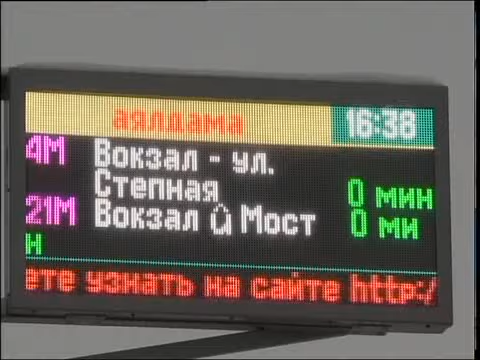 аялдама 16:38
4М Вокзал - ул.
Степная 0 мин
21М Вокзал Й Мост 0 ми
н
ете узнать на сайте http:/